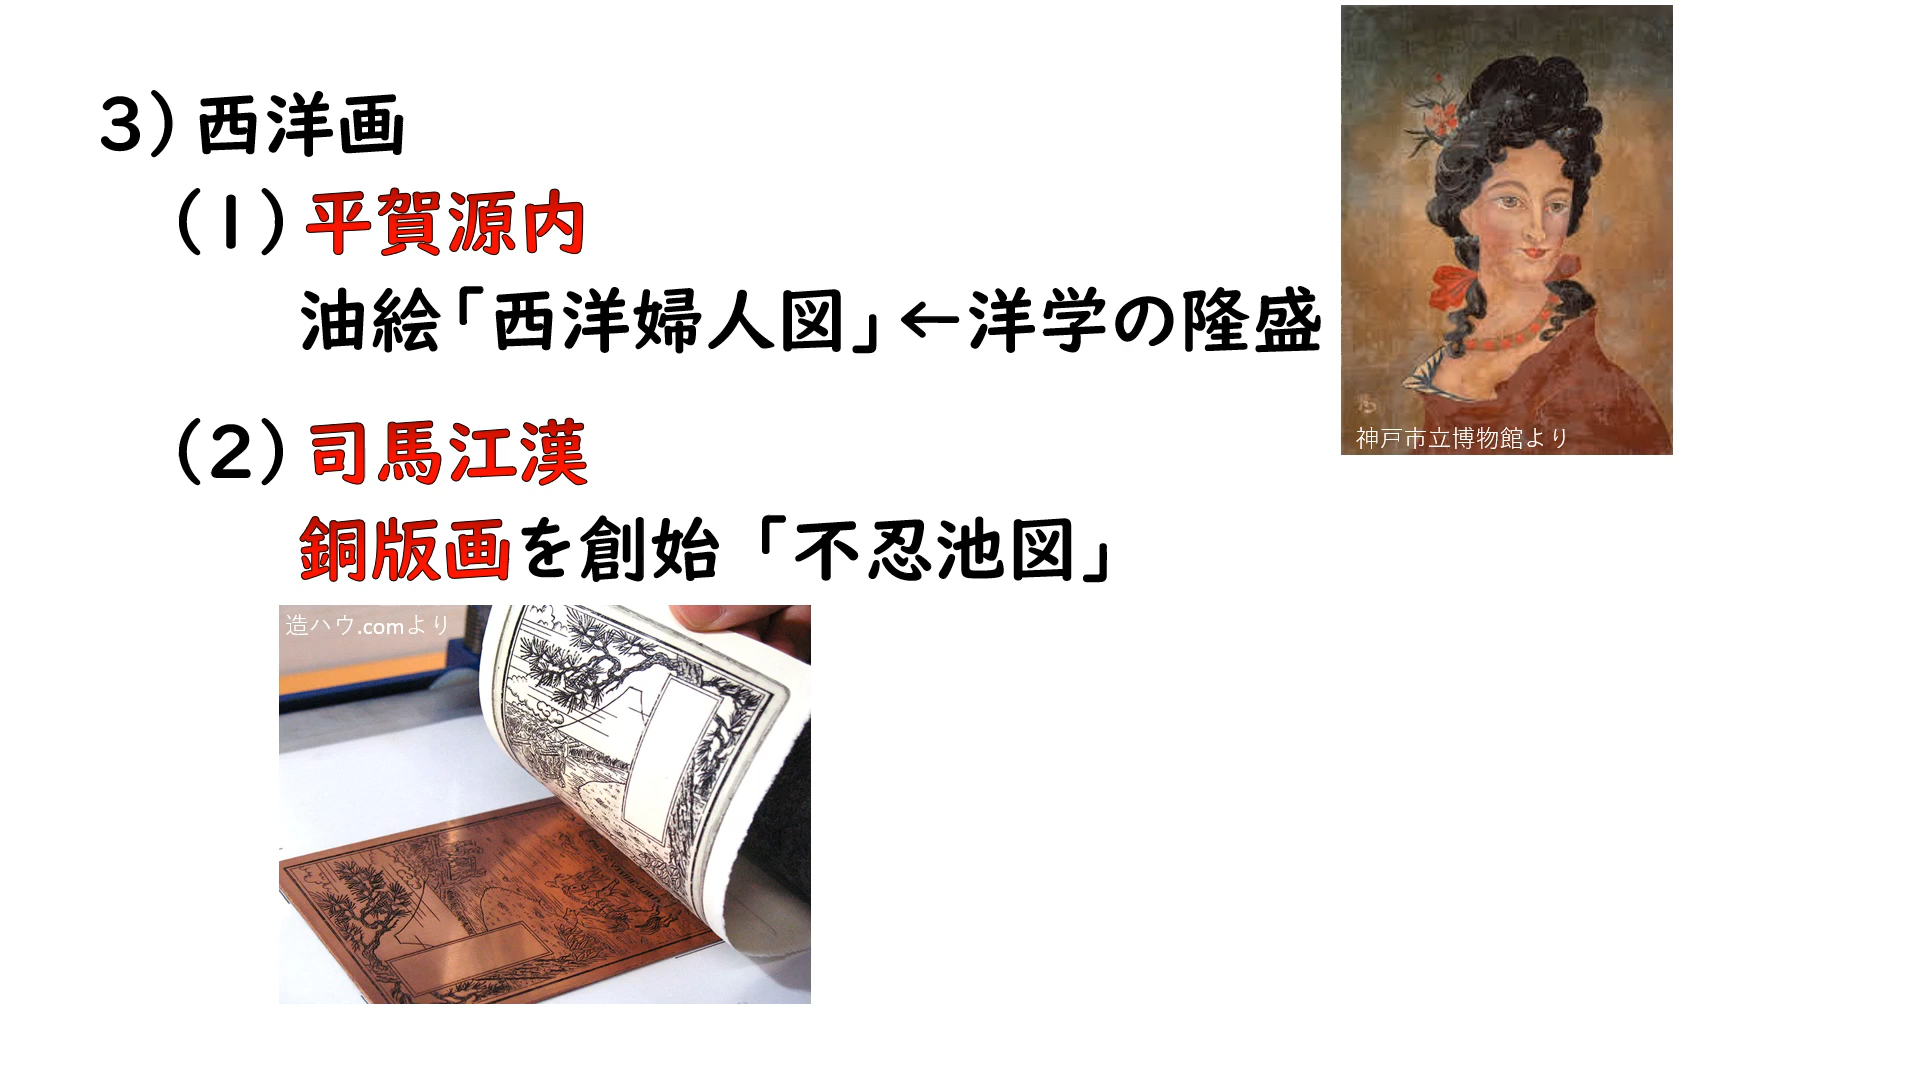 3）西洋画
（1）平賀源内
油絵「西洋婦人図」←洋学の隆盛
神戸市立博物館より
（2）司馬江漢
銅版画を創始「不忍池図」
造ハウ.comより